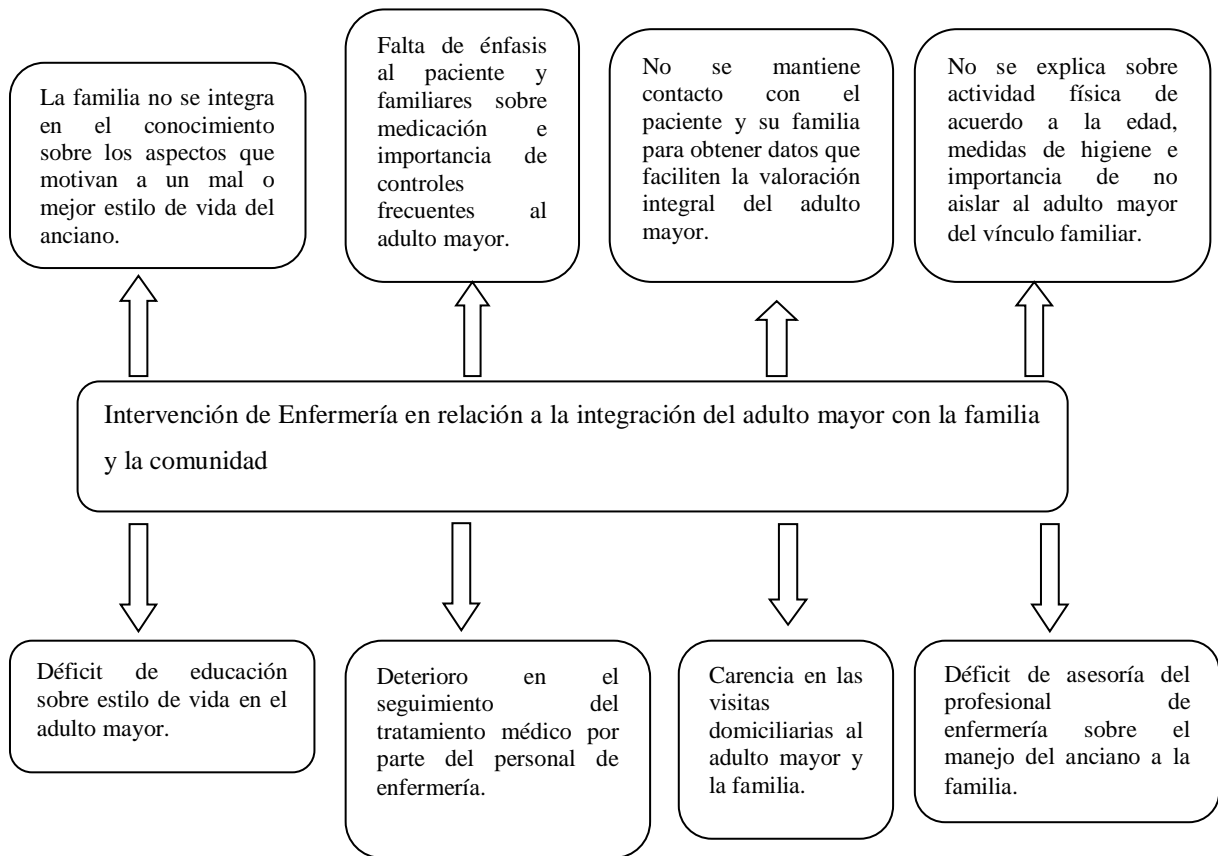 La familia no se integra
en el conocimiento
sobre los aspectos que
motivan a un mal o
mejor estilo de vida del
anciano.
Falta de énfasis
al paciente y
familiares sobre
medicación e
importancia de
controles
frecuentes al
adulto mayor.
No se mantiene
contacto con el
paciente y su familia
para obtener datos que
faciliten la valoración
integral del adulto
mayor.
No se explica sobre
actividad física de
acuerdo a la edad,
medidas de higiene e
importancia de no
aislar al adulto mayor
del vínculo familiar.
Intervención de Enfermería en relación a la integración del adulto mayor con la familia
y la comunidad
Déficit de educación
sobre estilo de vida en el
adulto mayor.
Deterioro en el
seguimiento del
tratamiento médico por
parte del personal de
enfermería.
Carencia en las
visitas
domiciliarias al
adulto mayor y
la familia.
Déficit de asesoría del
profesional de
enfermería sobre el
manejo del anciano a la
familia.